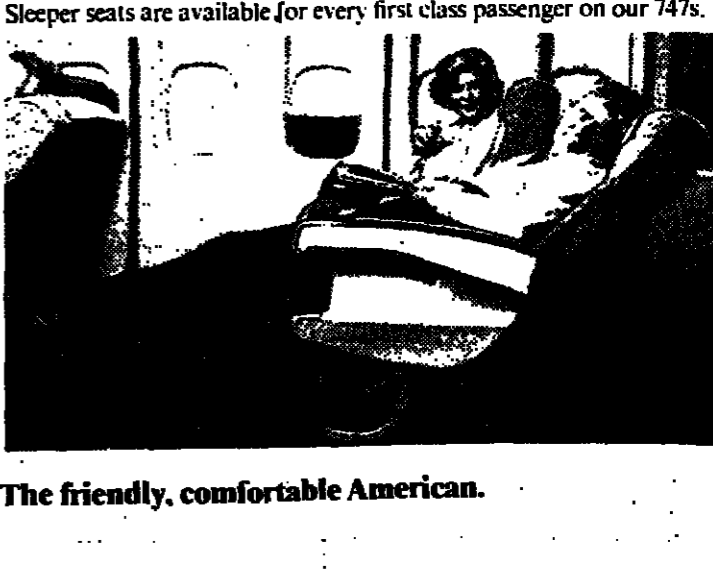 Sleeper seats are available for every first class passenger on our 747s.
The friendly, comfortable American.